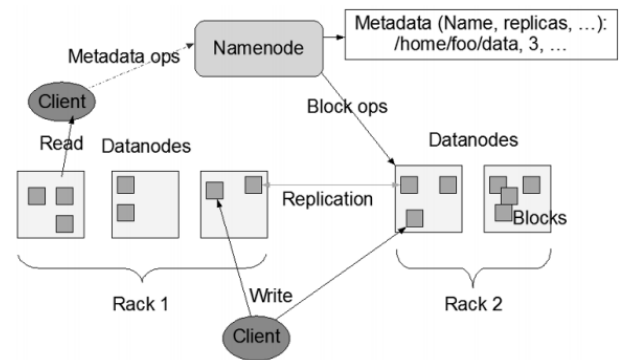 Metadata (Name, replicas, …):
/home/foo/data, 3, …
Namenode
Metadata ops
Client
Block ops
Read
Datanodes
Datanodes
Replication
Blocks
Rack 1
Write
Rack 2
Client